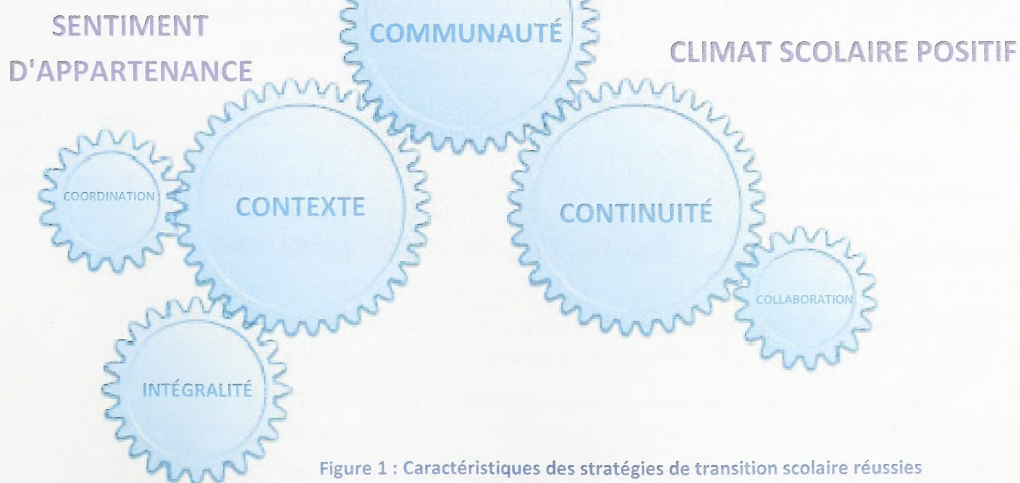 SENTIMENT
D'APPARTENANCE
COMMUNAUTÉ
CLIMAT SCOLAIRE POSITIF
COORDINATION
CONTEXTE
CONTINUITÉ
COLLABORATION
INTÉGRALITÉ
Figure 1 : Caractéristiques des stratégies de transition scolaire réussies